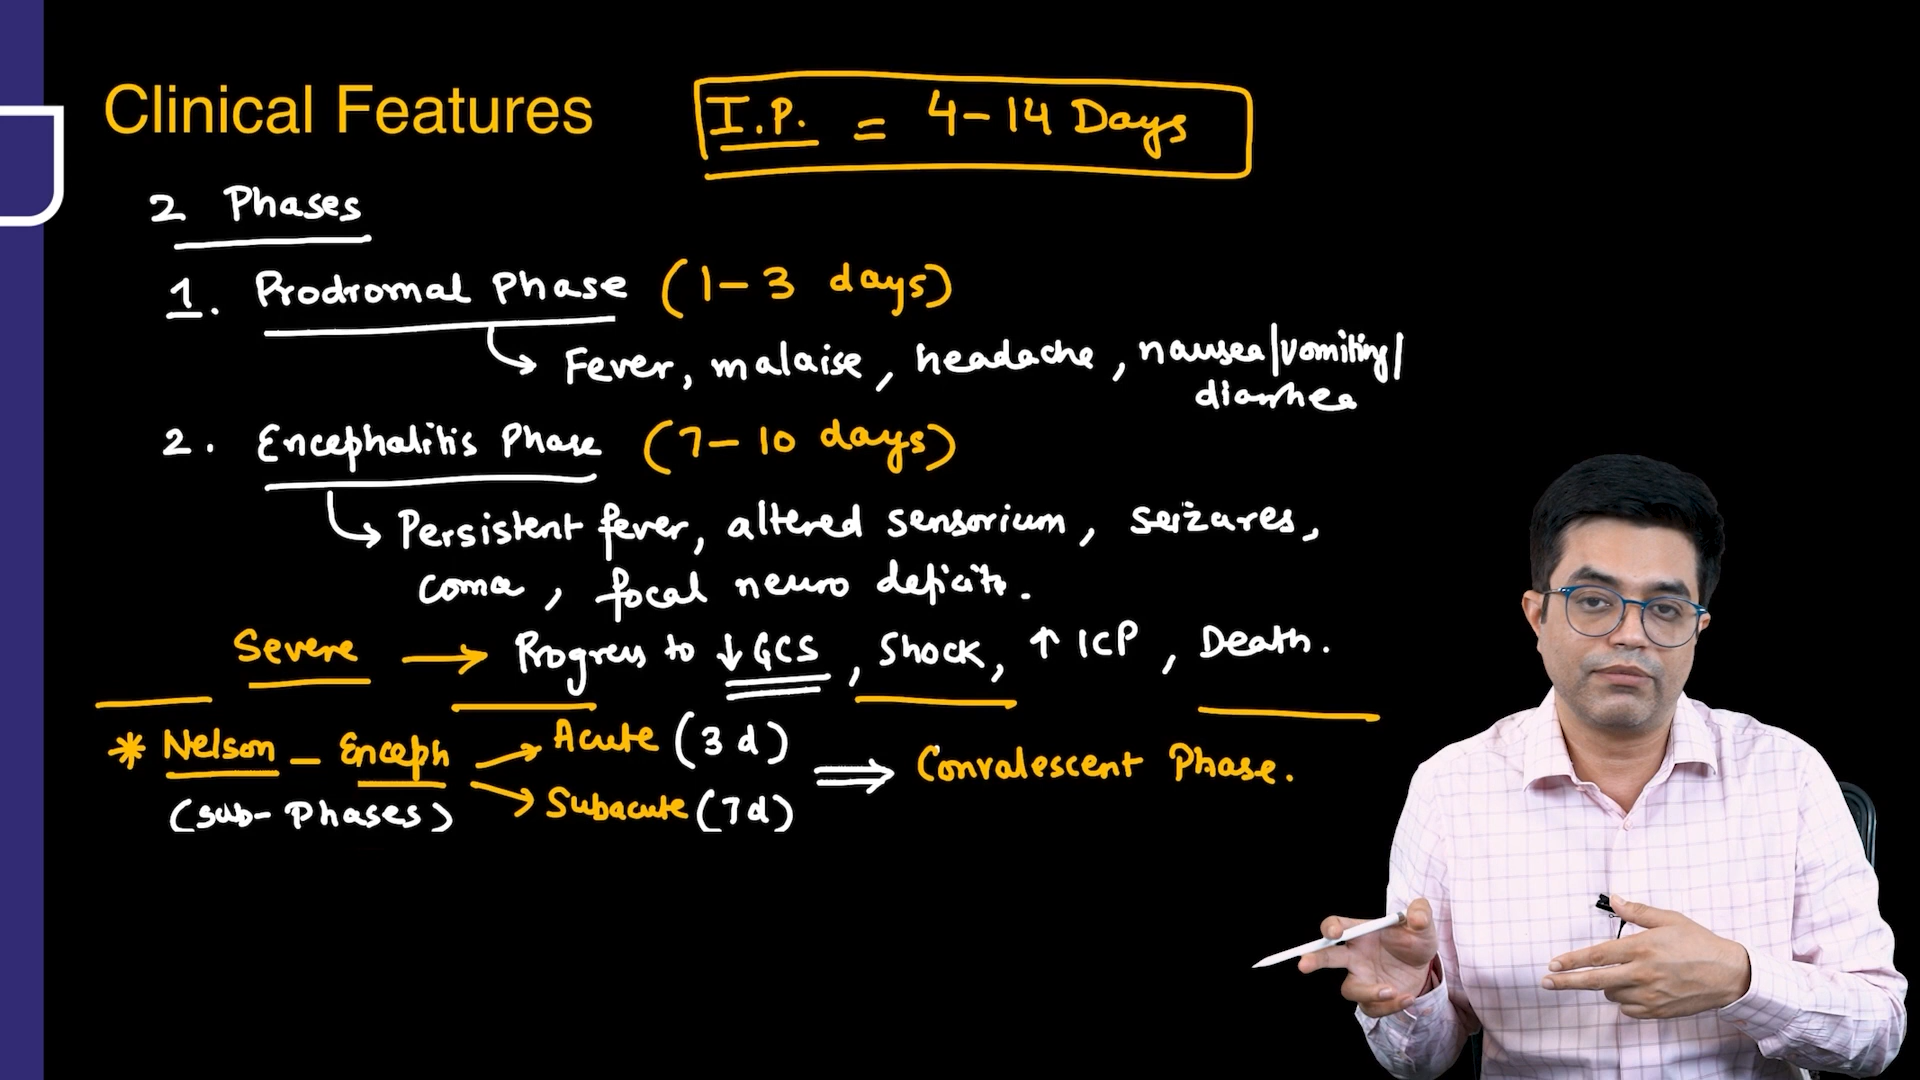 Clinical Features
I.P. = 4-14 Days
2 Phases
1. Prodromal Phase (1-3 days)
Fever, malaise, headache, nausea/vomiting/
diarrhea
2. Encephalitis Phase (7-10 days)
Persistent fever, altered sensorium, seizures,
coma, focal neuro deficits.
Severe → Progress to ↓GCS, Shock, ↑ ICP, Death.
* Nelson - Enceph → Acute (3 d) ⇒ Convalescent Phase.
(sub-Phases) → Subacute (7d)